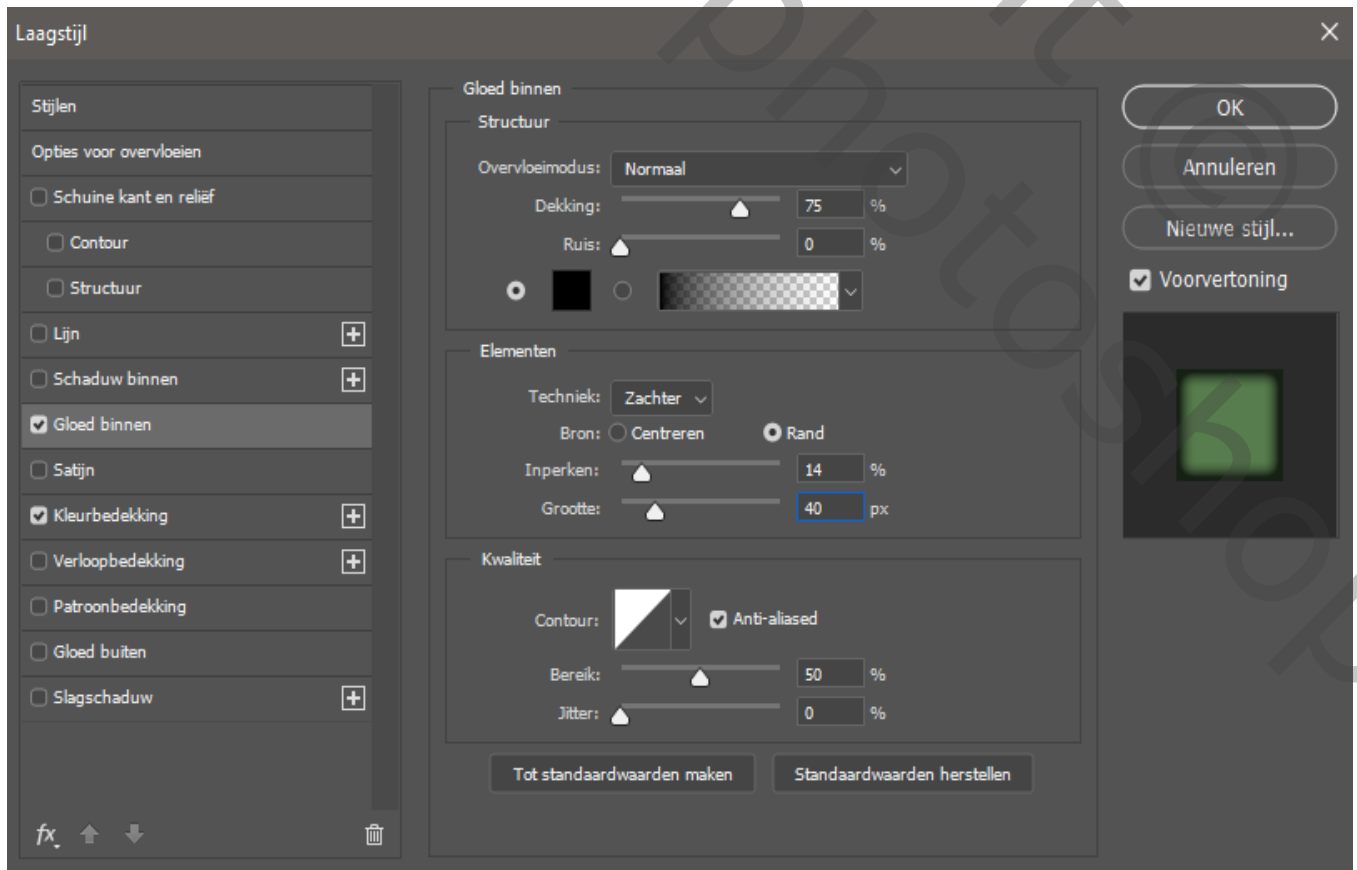 Laagstijl
Stijlen
Opties voor overvloeien
Schuine kant en reliëf
Contour
Structuur
Lijn
Schaduw binnen
Gloed binnen
Satijn
Kleurbedekking
Verloopbedekking
Patroonbedekking
Gloed buiten
Slagschaduw
fx
Gloed binnen
Structuur
Overvloeimodus: Normaal
Dekking: 75 %
Ruis: 0 %
Elementen
Techniek: Zachter
Bron: Centreren Rand
Inperken: 14 %
Grootte: 40 px
Kwaliteit
Contour: Anti-aliased
Bereik: 50 %
Jitter: 0 %
Tot standaardwaarden maken Standaardwaarden herstellen
OK
Annuleren
Nieuwe stijl...
Voorvertoning
photoshop
©